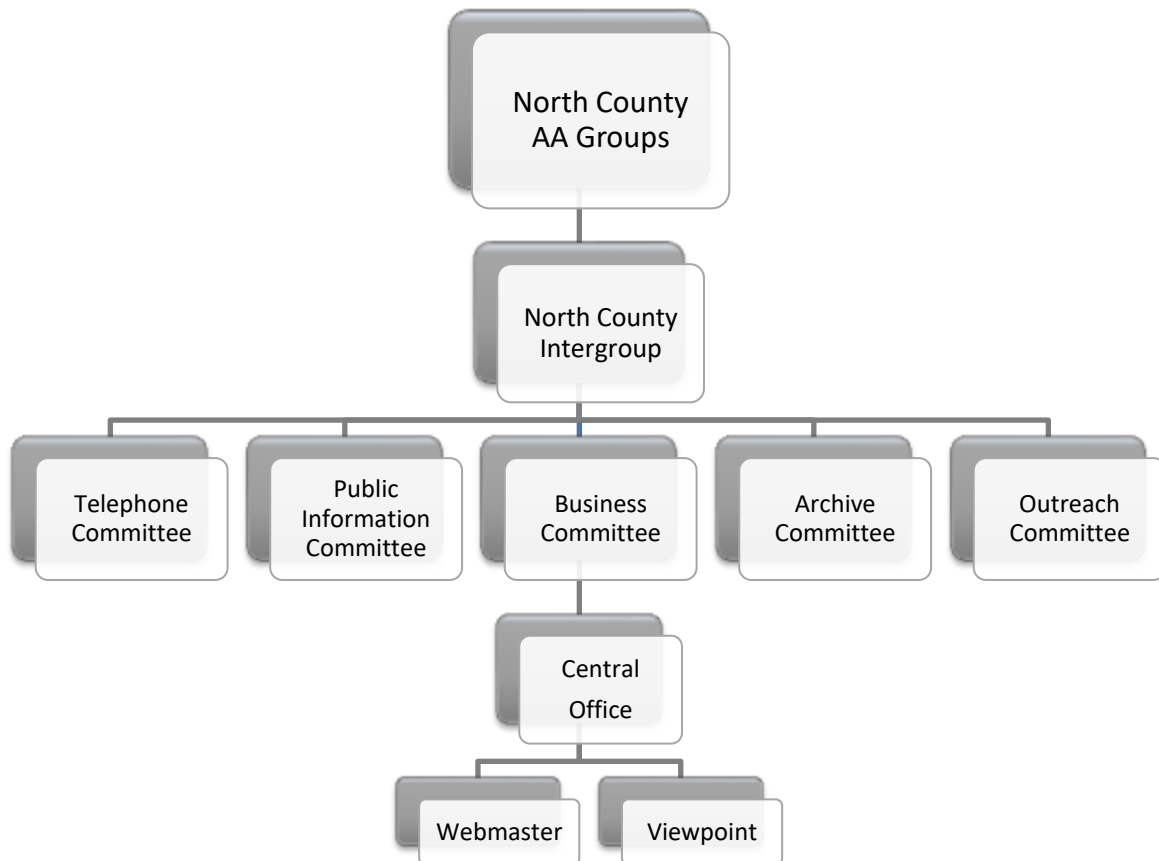 North County
AA Groups
North County
Intergroup
Telephone
Committee
Public
Information
Committee
Business
Committee
Archive
Committee
Outreach
Committee
Central
Office
Webmaster
Viewpoint